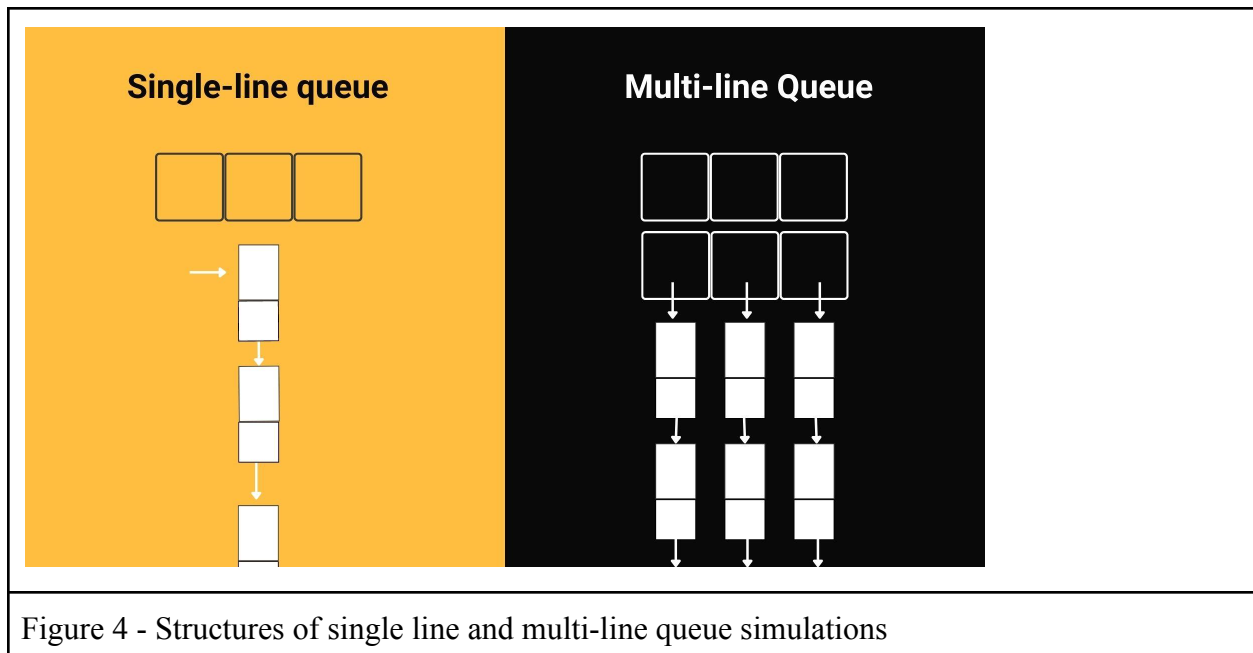 Single-line queue
Multi-line Queue
Figure 4 - Structures of single line and multi-line queue simulations